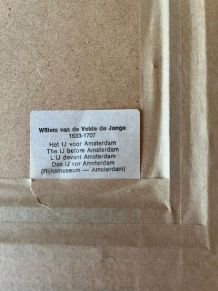 Willem van de Velde de Jonge
1633-1707
Het IJ voor Amsterdam
The IJ before Amsterdam
L'IJ devant Amsterdam
Das IJ vor Amsterdam
(Rijksmuseum — Amsterdam)